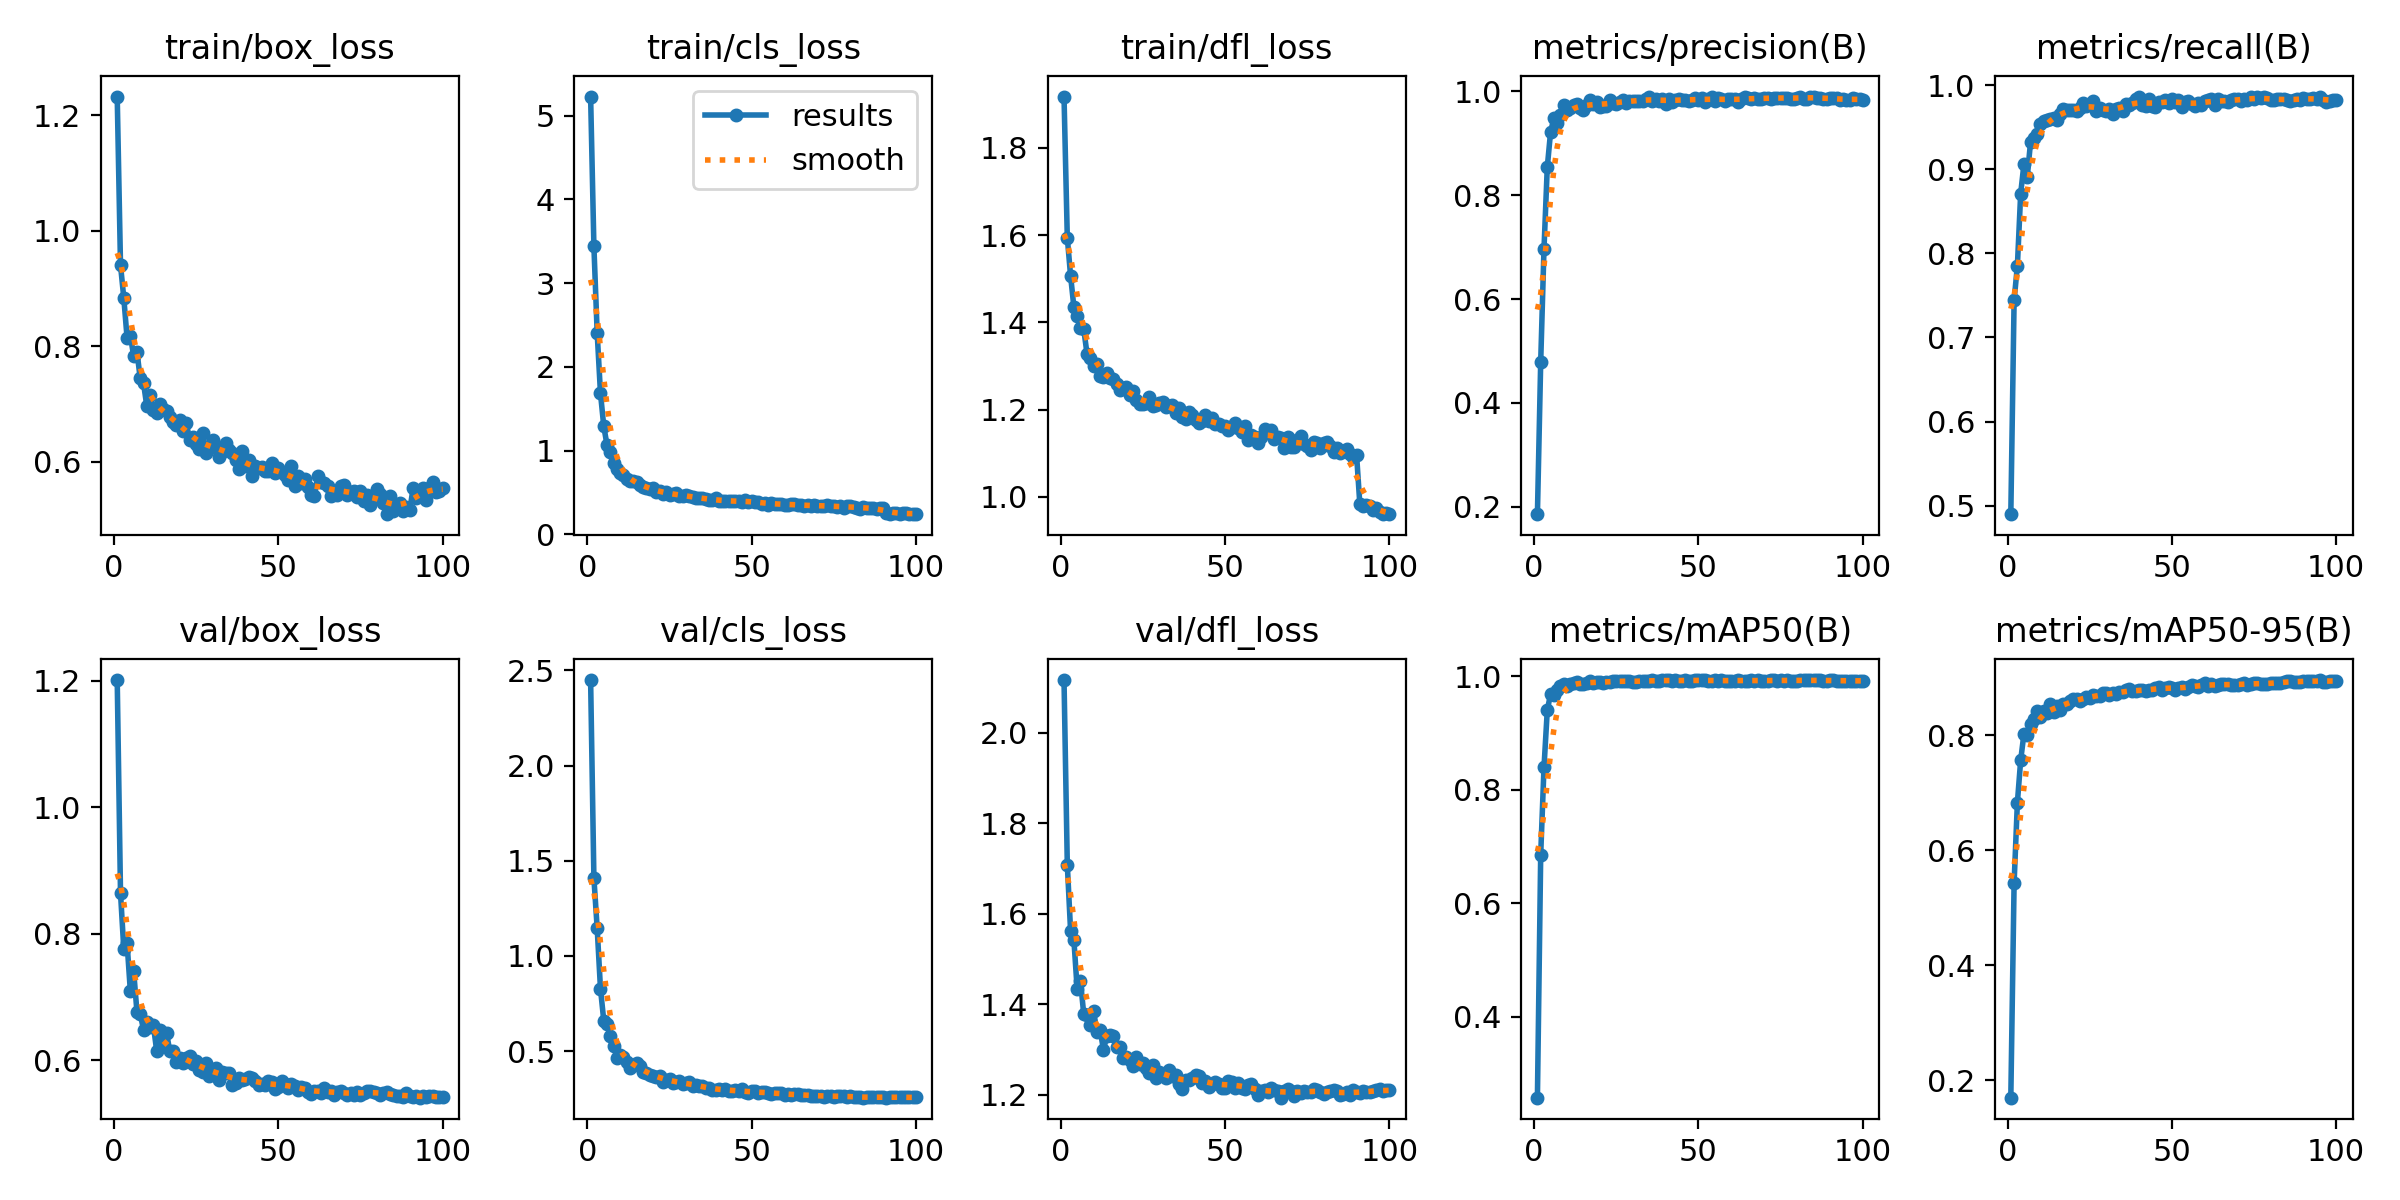 train/box_loss
1.2
1.0
0.8
0.6
0 50 100
train/cls_loss
results
smooth
5
4
3
2
1
0
0 50 100
train/dfl_loss
1.8
1.6
1.4
1.2
1.0
0 50 100
metrics/precision(B)
1.0
0.8
0.6
0.4
0.2
0 50 100
metrics/recall(B)
1.0
0.9
0.8
0.7
0.6
0.5
0 50 100
val/box_loss
1.2
1.0
0.8
0.6
0 50 100
val/cls_loss
2.5
2.0
1.5
1.0
0.5
0 50 100
val/dfl_loss
2.0
1.8
1.6
1.4
1.2
0 50 100
metrics/mAP50(B)
1.0
0.8
0.6
0.4
0 50 100
metrics/mAP50-95(B)
0.8
0.6
0.4
0.2
0 50 100